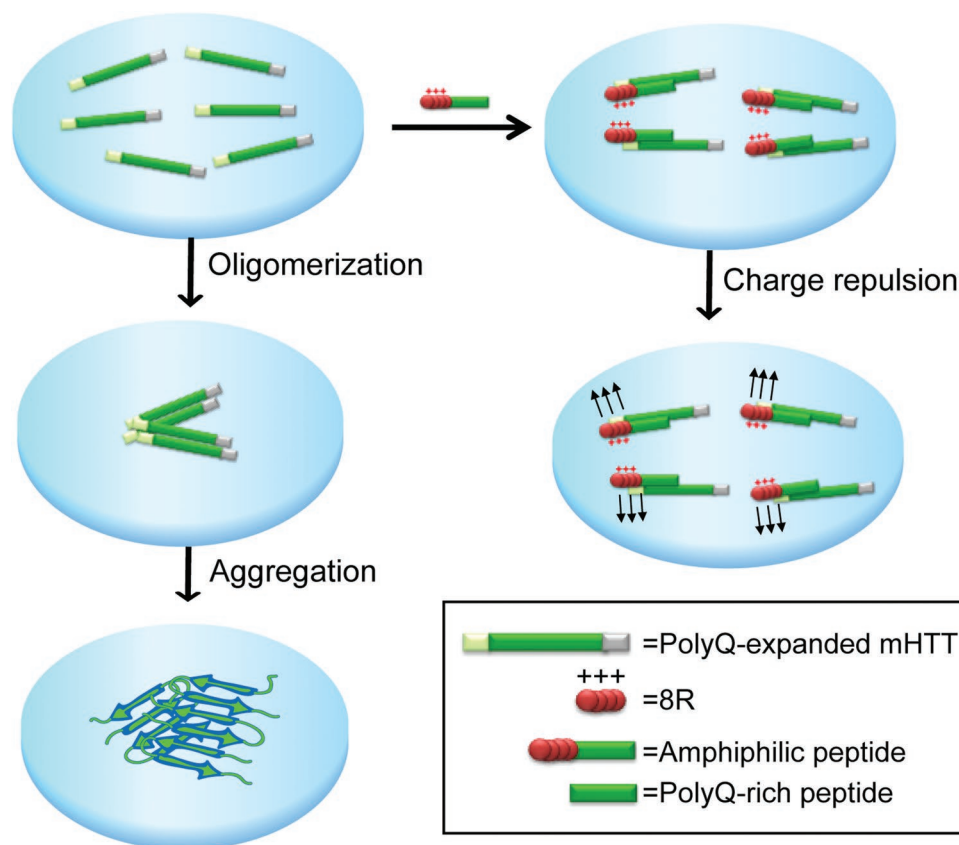 +++
+++
+++
+++
+++
+++
Oligomerization
Charge repulsion
+++
+++
+++
+++
Aggregation
=PolyQ-expanded mHTT
+++
=8R
=Amphiphilic peptide
=PolyQ-rich peptide